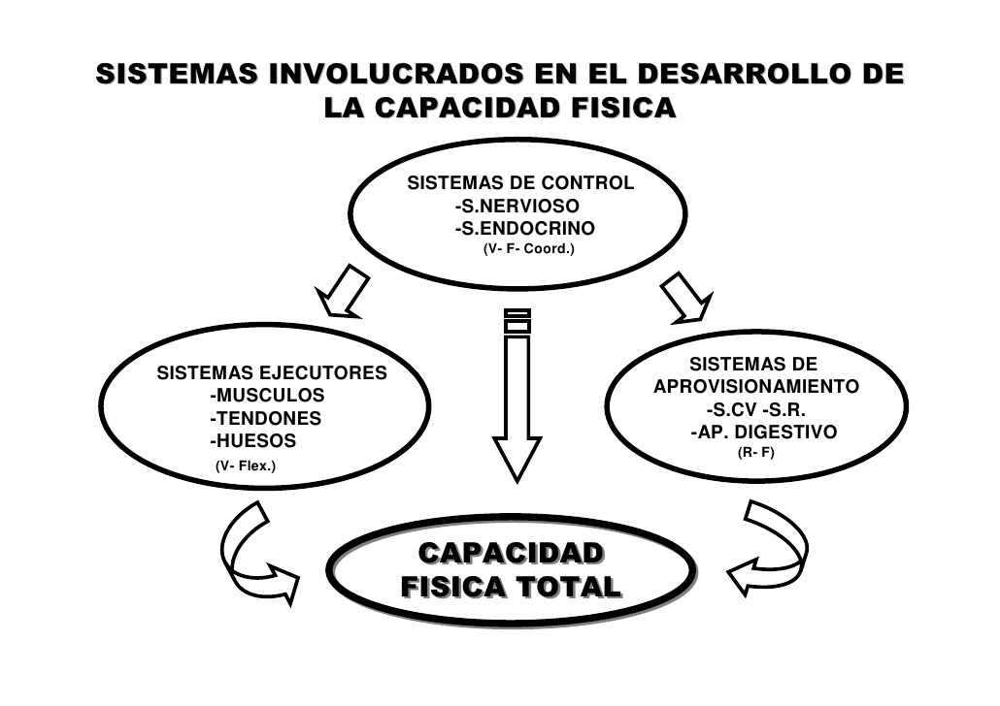 SISTEMAS INVOLUCRADOS EN EL DESARROLLO DE
LA CAPACIDAD FISICA
SISTEMAS DE CONTROL
-S.NERVIOSO
-S.ENDOCRINO
(V- F- Coord.)
SISTEMAS EJECUTORES
-MUSCULOS
-TENDONES
-HUESOS
(V- Flex.)
SISTEMAS DE
APROVISIONAMIENTO
-S.CV -S.R.
-AP. DIGESTIVO
(R- F)
CAPACIDAD
FISICA TOTAL